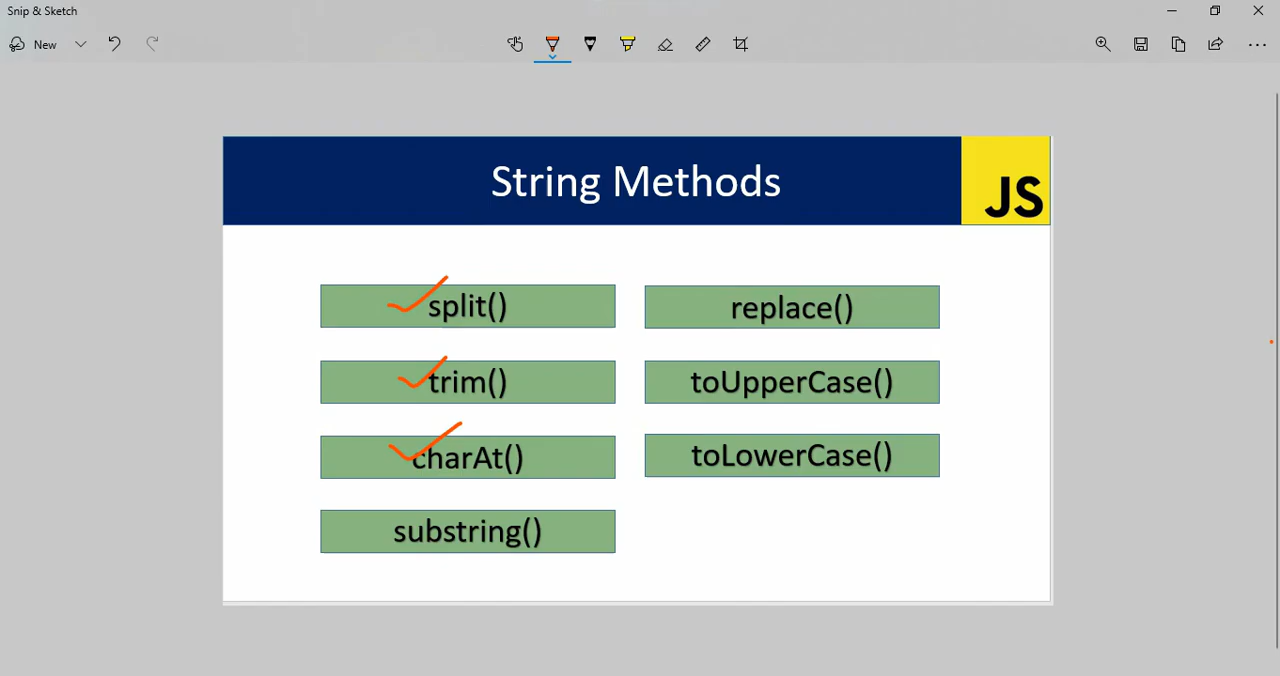 Snip & Sketch
New
String Methods
JS
split()
trim()
charAt()
substring()
replace()
toUpperCase()
toLowerCase()